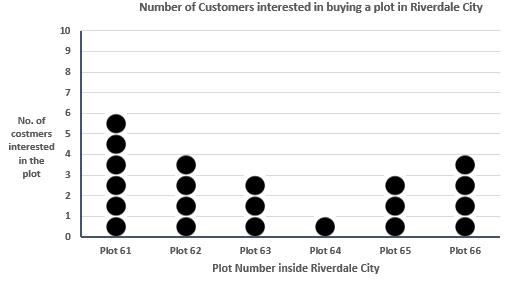 Number of Customers interested in buying a plot in Riverdale City
10
9
8
7
6
5
4
3
2
1
0
No. of
costmers
interested
in the
plot
Plot 61 Plot 62 Plot 63 Plot 64 Plot 65 Plot 66
Plot Number inside Riverdale City